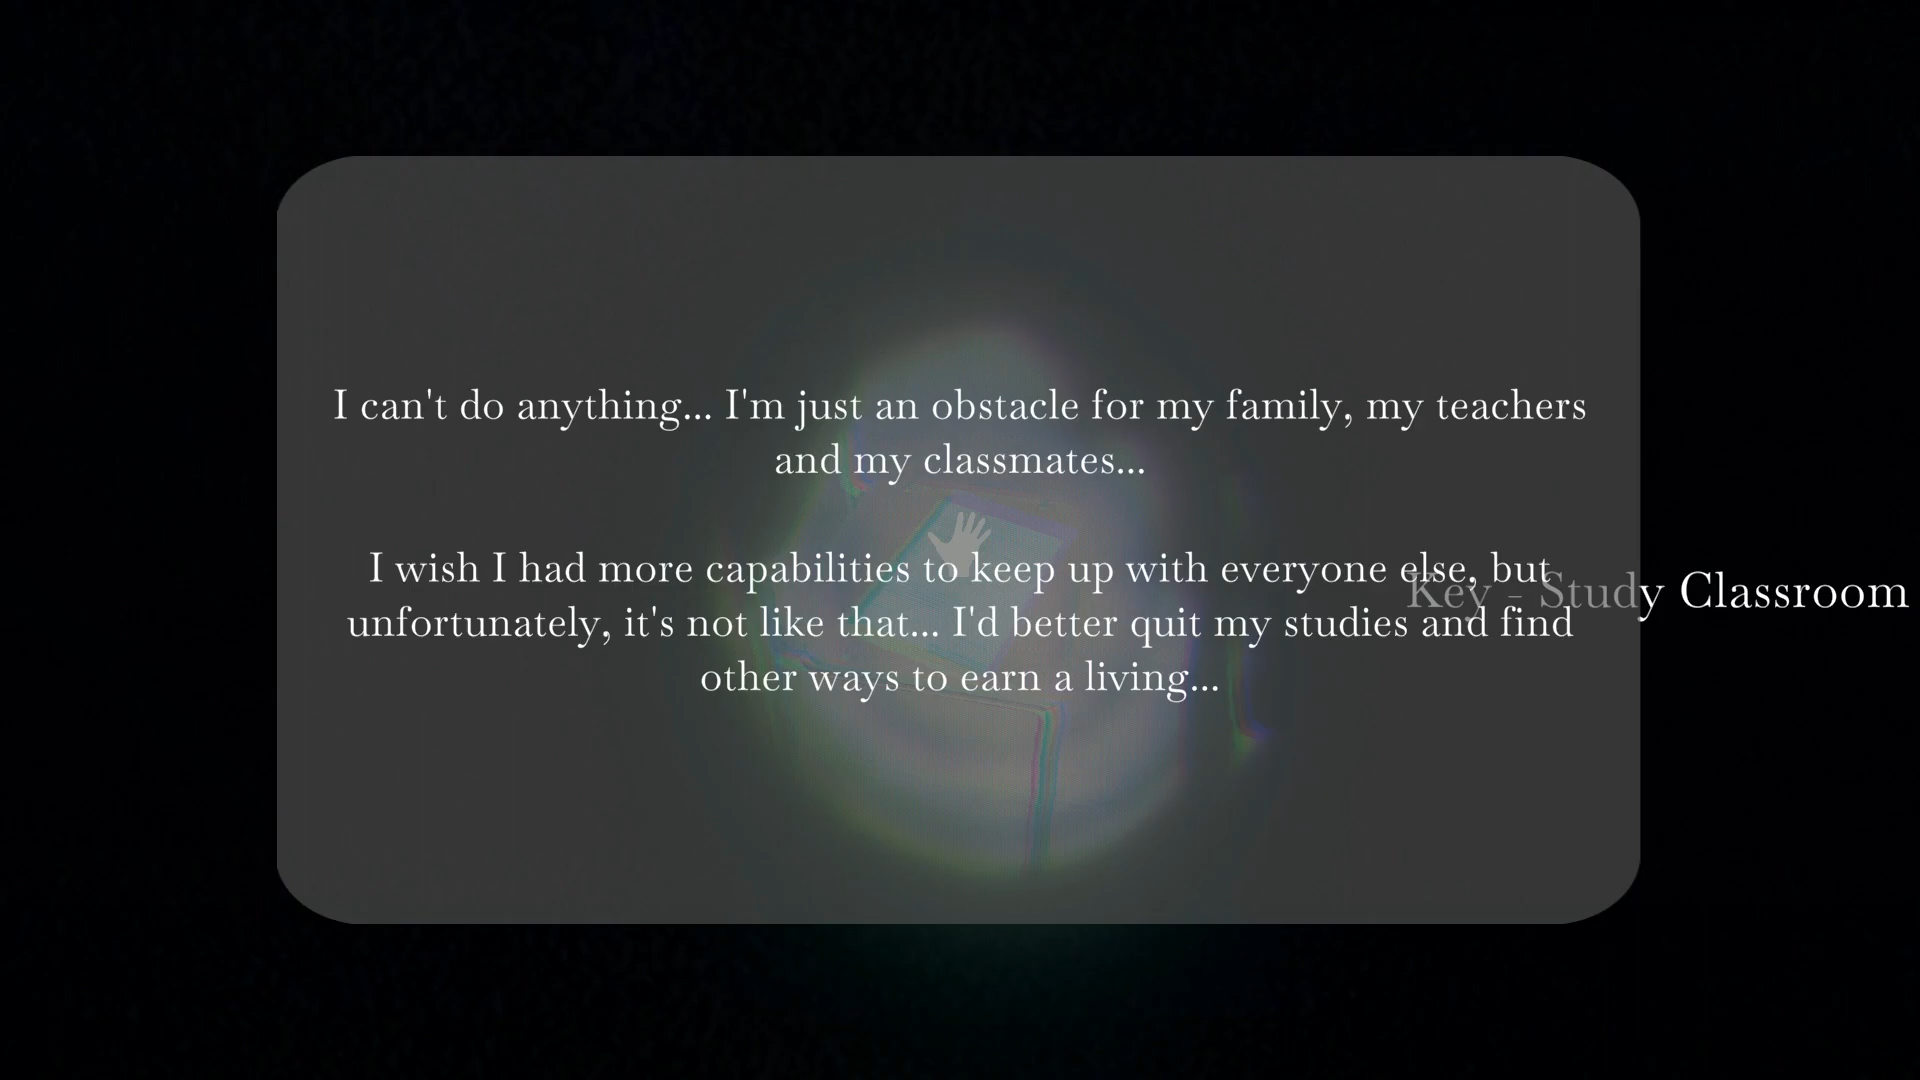 I can't do anything... I'm just an obstacle for my family, my teachers
and my classmates...
I wish I had more capabilities to keep up with everyone else, but
unfortunately, it's not like that... I'd better quit my studies and find
other ways to earn a living...
Key - Study Classroom